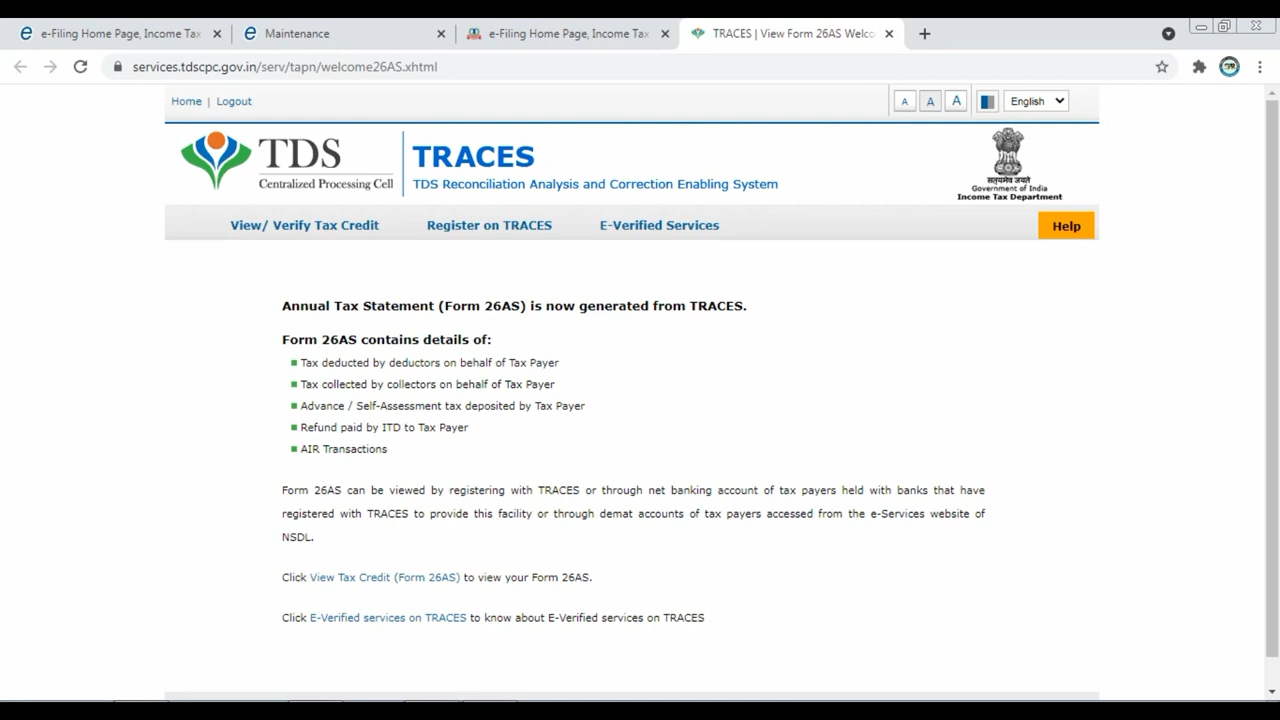 e-Filing Home Page, Income Tax
Maintenance
e-Filing Home Page, Income Tax
TRACES | View Form 26AS Welco
services.tdscpc.gov.in/serv/tapn/welcome26AS.xhtml
Home | Logout
A A A English
TDS
Centralized Processing Cell
TRACES
TDS Reconciliation Analysis and Correction Enabling System
सत्यमेव जयते
Government of India
Income Tax Department
View/ Verify Tax Credit Register on TRACES E-Verified Services Help
Annual Tax Statement (Form 26AS) is now generated from TRACES.
Form 26AS contains details of:
Tax deducted by deductors on behalf of Tax Payer
Tax collected by collectors on behalf of Tax Payer
Advance / Self-Assessment tax deposited by Tax Payer
Refund paid by ITD to Tax Payer
AIR Transactions
Form 26AS can be viewed by registering with TRACES or through net banking account of tax payers held with banks that have
registered with TRACES to provide this facility or through demat accounts of tax payers accessed from the e-Services website of
NSDL.
Click View Tax Credit (Form 26AS) to view your Form 26AS.
Click E-Verified services on TRACES to know about E-Verified services on TRACES